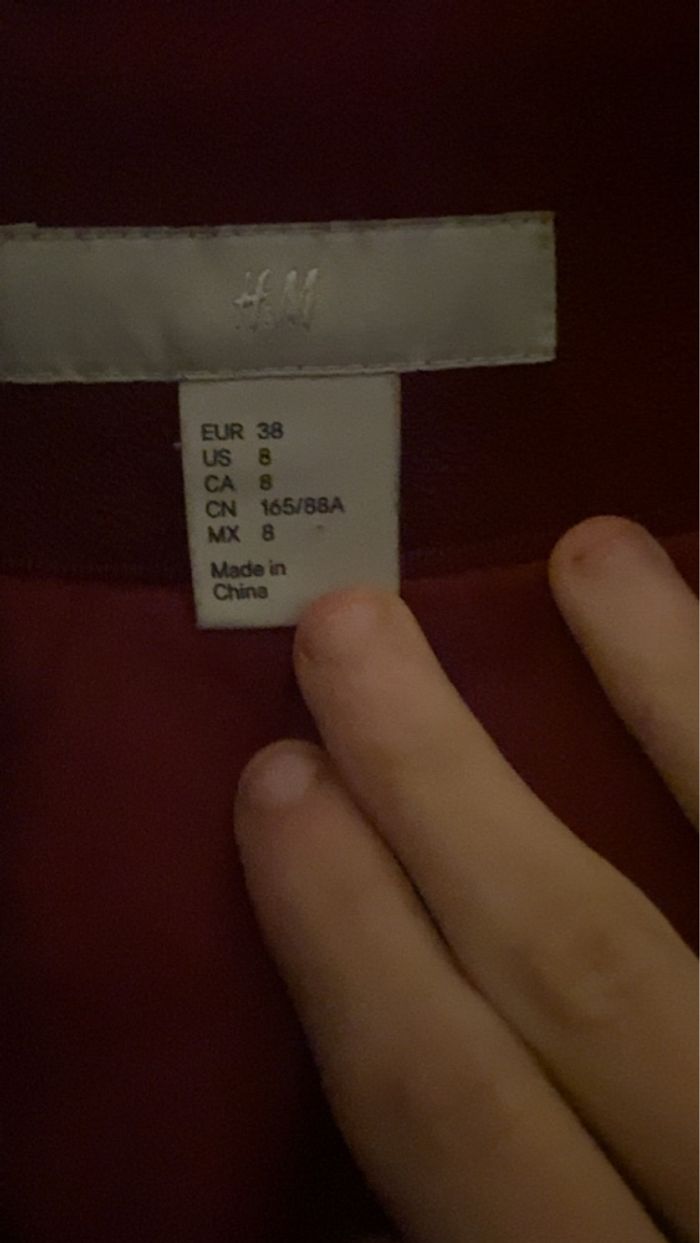 H&M
EUR 38
US 8
CA 8
CN 165/88A
MX 8
Made in
China